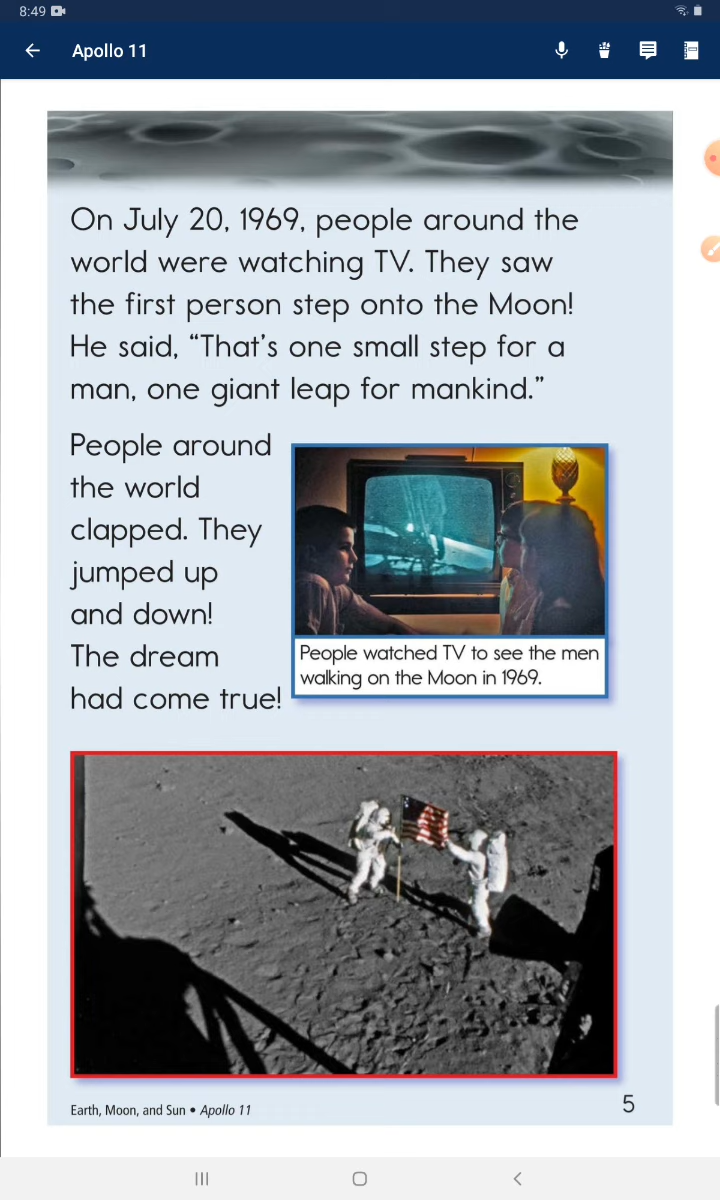 8:49
Apollo 11
On July 20, 1969, people around the
world were watching TV. They saw
the first person step onto the Moon!
He said, “That’s one small step for a
man, one giant leap for mankind.”
People around
the world
clapped. They
jumped up
and down!
The dream
had come true!
People watched TV to see the men
walking on the Moon in 1969.
Earth, Moon, and Sun • Apollo 11
5